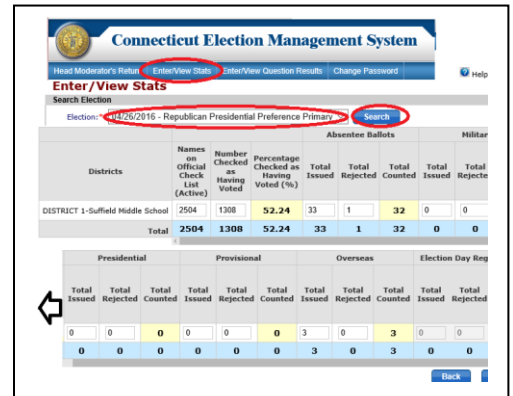 Connecticut Election Management System
Head Moderator's Return Enter/View Stats Enter/View Question Results Change Password Help
Enter/View Stats
Search Election
Election:* 04/26/2016 - Republican Presidential Preference Primary Search
Absentee Ballots Militar
Districts Names on Official Check List (Active) Number Checked as Having Voted Percentage Checked as Having Voted (%) Total Issued Total Rejected Total Counted Total Issued Total Rejecte
DISTRICT 1-Suffield Middle School 2504 1308 52.24 33 1 32 0 0
Total 2504 1308 52.24 33 1 32 0 0
Presidential Provisional Overseas Election Day Reg
Total Issued Total Rejected Total Counted Total Issued Total Rejected Total Counted Total Issued Total Rejected Total Counted Total Issued Total Rejected
0 0 0 0 0 0 3 0 3 0 0
0 0 0 0 0 0 3 0 3 0 0
Back